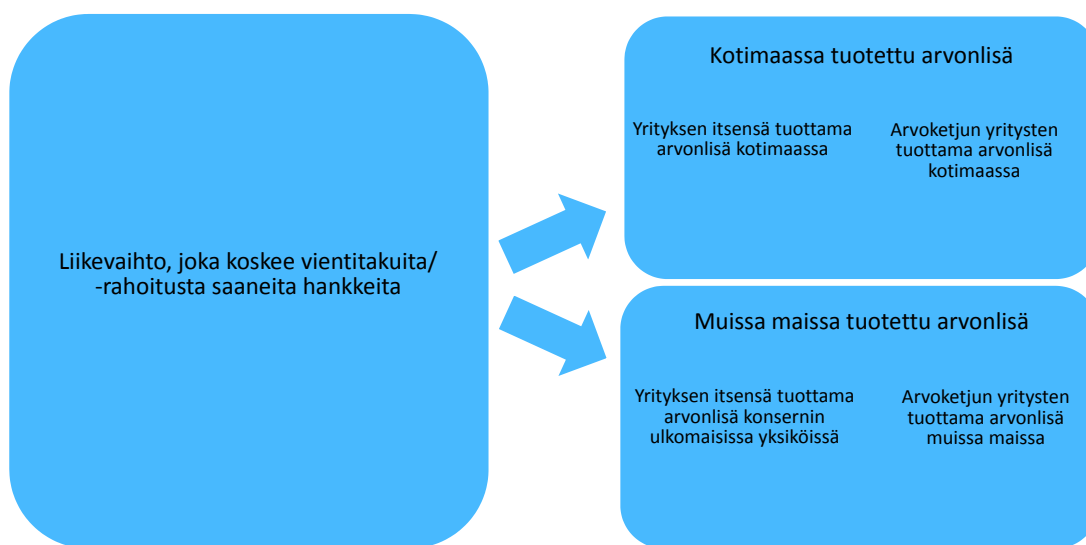 Liikevaihto, joka koskee vientitakuita/
-rahoitusta saaneita hankkeita
Kotimaassa tuotettu arvonlisä
Yrityksen itsensä tuottama
arvonlisä kotimaassa
Arvoketjun yritysten
tuottama arvonlisä
kotimaassa
Muissa maissa tuotettu arvonlisä
Yrityksen itsensä tuottama
arvonlisä konsernin
ulkomaisissa yksiköissä
Arvoketjun yritysten
tuottama arvonlisä
muissa maissa